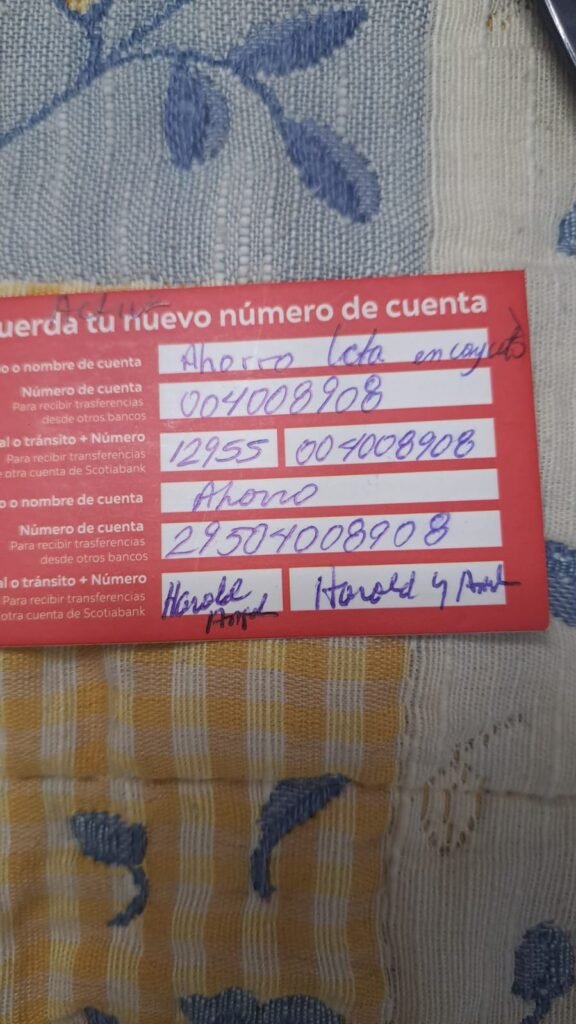 Activa
uerda tu nuevo número de cuenta
o o nombre de cuenta Ahorro Lcta
Número de cuenta 004008908
Para recibir trasferencias
desde otros bancos
al o tránsito + Número 12955 004008908
Para recibir transferencias
e otra cuenta de Scotiabank
o o nombre de cuenta Ahorro
Número de cuenta 29504008908
Para recibir trasferencias
desde otros bancos
al o tránsito + Número Harold Harold y
Para recibir transferencias
otra cuenta de Scotiabank